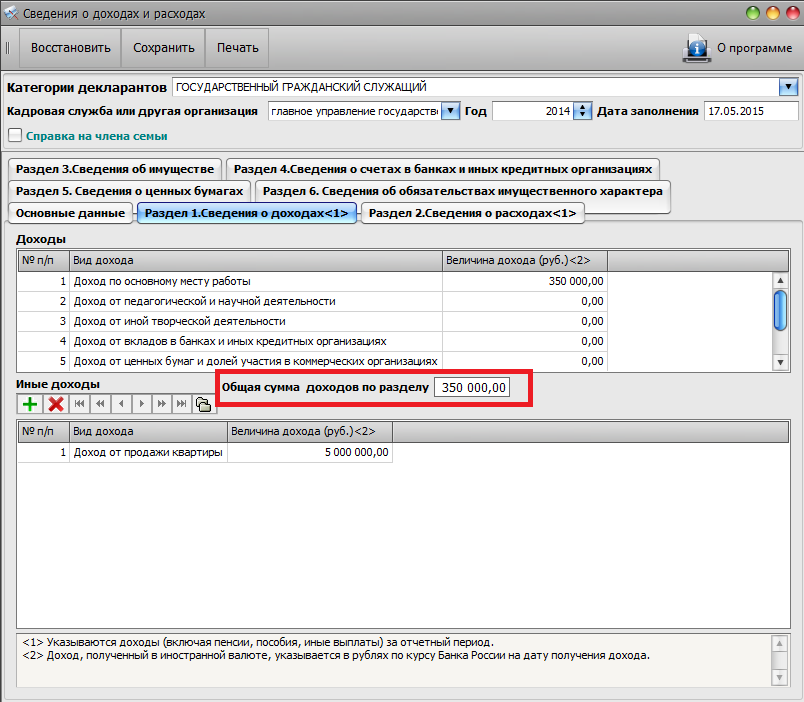 Сведения о доходах и расходах
Восстановить Сохранить Печать О программе
Категории декларантов ГОСУДАРСТВЕННЫЙ ГРАЖДАНСКИЙ СЛУЖАЩИЙ
Кадровая служба или другая организация главное управление государстве Год 2014 Дата заполнения 17.05.2015
Справка на члена семьи
Раздел 3.Сведения об имуществе Раздел 4.Сведения о счетах в банках и иных кредитных организациях
Раздел 5. Сведения о ценных бумагах Раздел 6. Сведения об обязательствах имущественного характера
Основные данные Раздел 1.Сведения о доходах<1> Раздел 2.Сведения о расходах<1>
Доходы
№ п/п Вид дохода Величина дохода (руб.)<2>
1 Доход по основному месту работы 350 000,00
2 Доход от педагогической и научной деятельности 0,00
3 Доход от иной творческой деятельности 0,00
4 Доход от вкладов в банках и иных кредитных организациях 0,00
5 Доход от ценных бумаг и долей участия в коммерческих организациях 0,00
Иные доходы Общая сумма доходов по разделу 350 000,00
№ п/п Вид дохода Величина дохода (руб.)<2>
1 Доход от продажи квартиры 5 000 000,00
<1> Указываются доходы (включая пенсии, пособия, иные выплаты) за отчетный период.
<2> Доход, полученный в иностранной валюте, указывается в рублях по курсу Банка России на дату получения дохода.